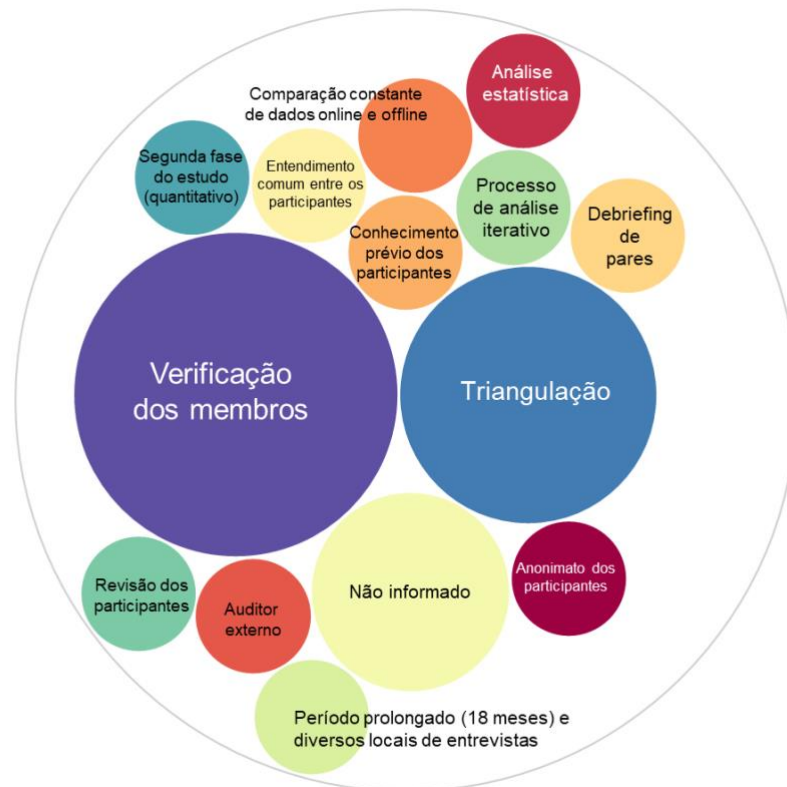 Análise
estatística
Comparação constante
de dados online e offline
Segunda fase
do estudo
(quantitativo)
Entendimento
comum entre os
participantes
Processo
de análise
iterativo
Debriefing
de
pares
Conhecimento
prévio dos
participantes
Verificação
dos membros
Triangulação
Não informado
Anonimato dos
participantes
Revisão dos
participantes
Auditor
externo
Período prolongado (18 meses) e
diversos locais de entrevistas